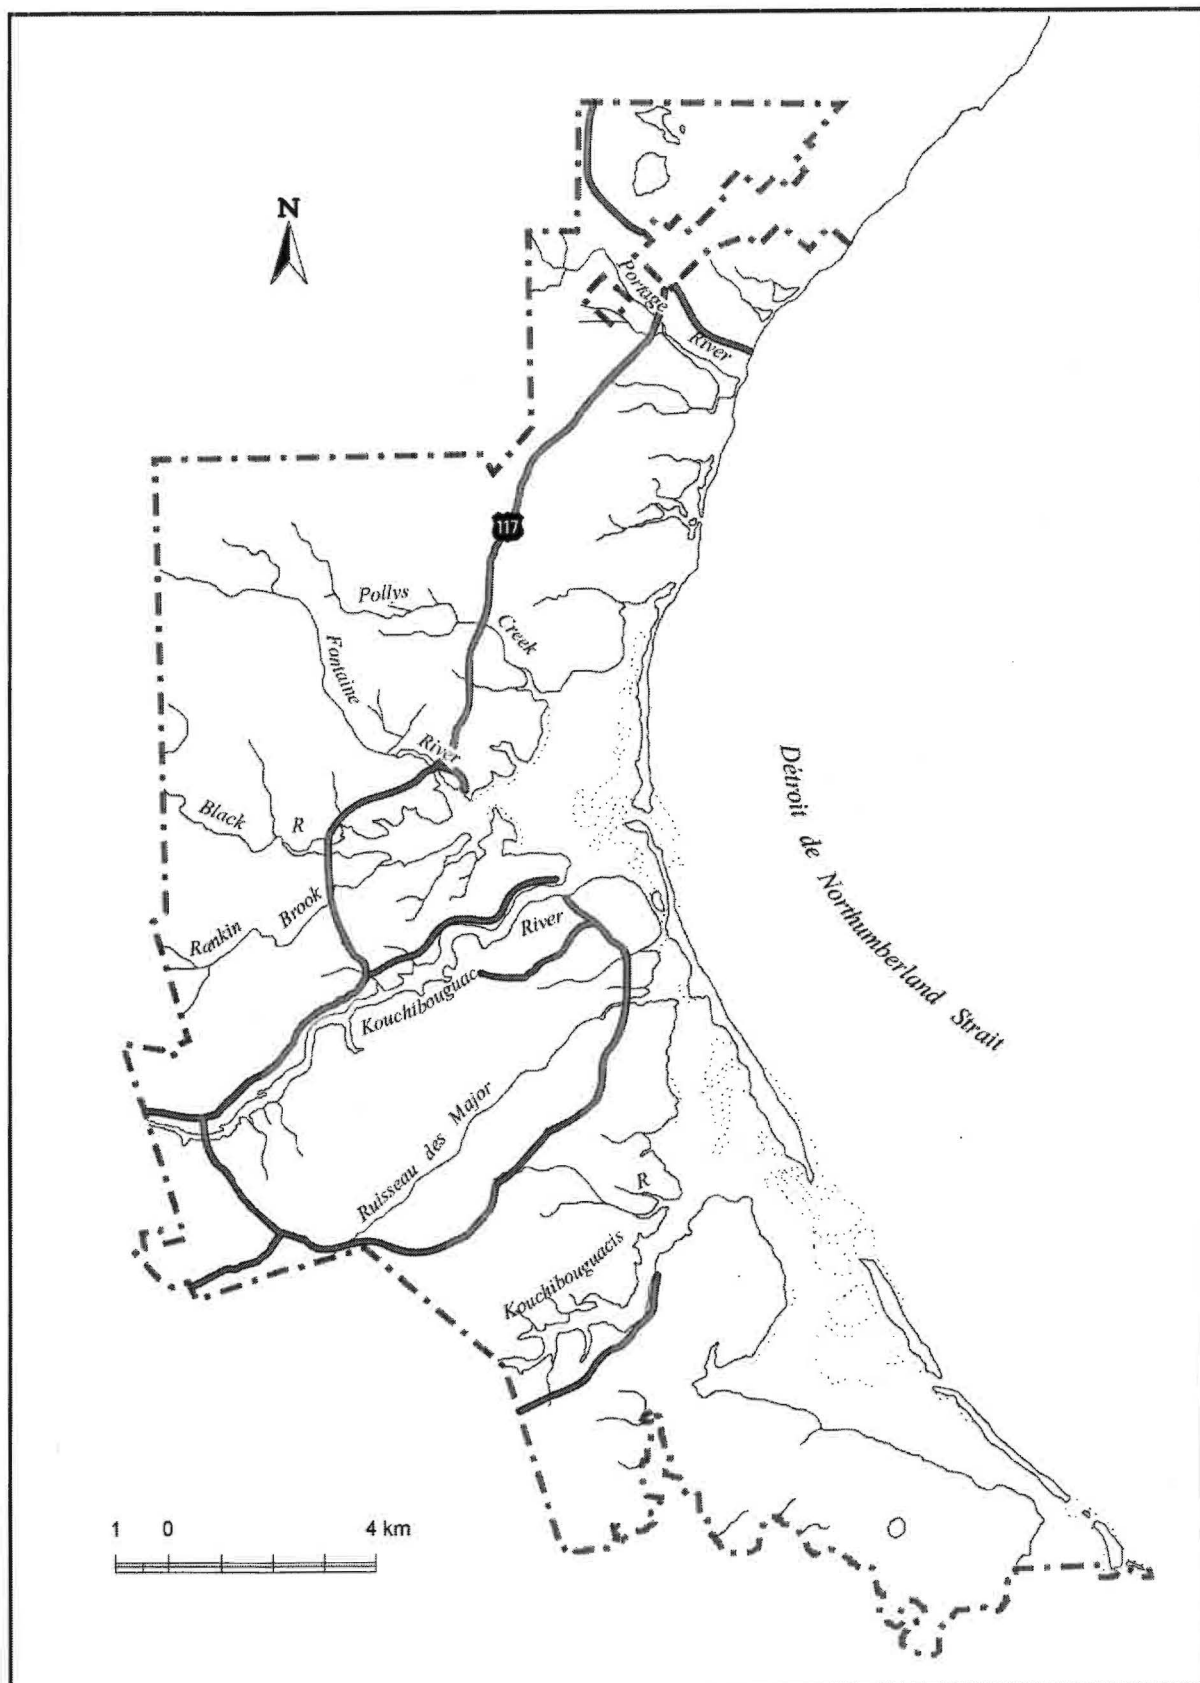 N
Portage
River
117
Pollys
Creek
Fontaine
River
Black
R
Rankin
Brook
River
Kouchibouguac
Détroit de Northumberland Strait
Ruisseau des Major
R
Kouchibouguacis
1 0 4 km